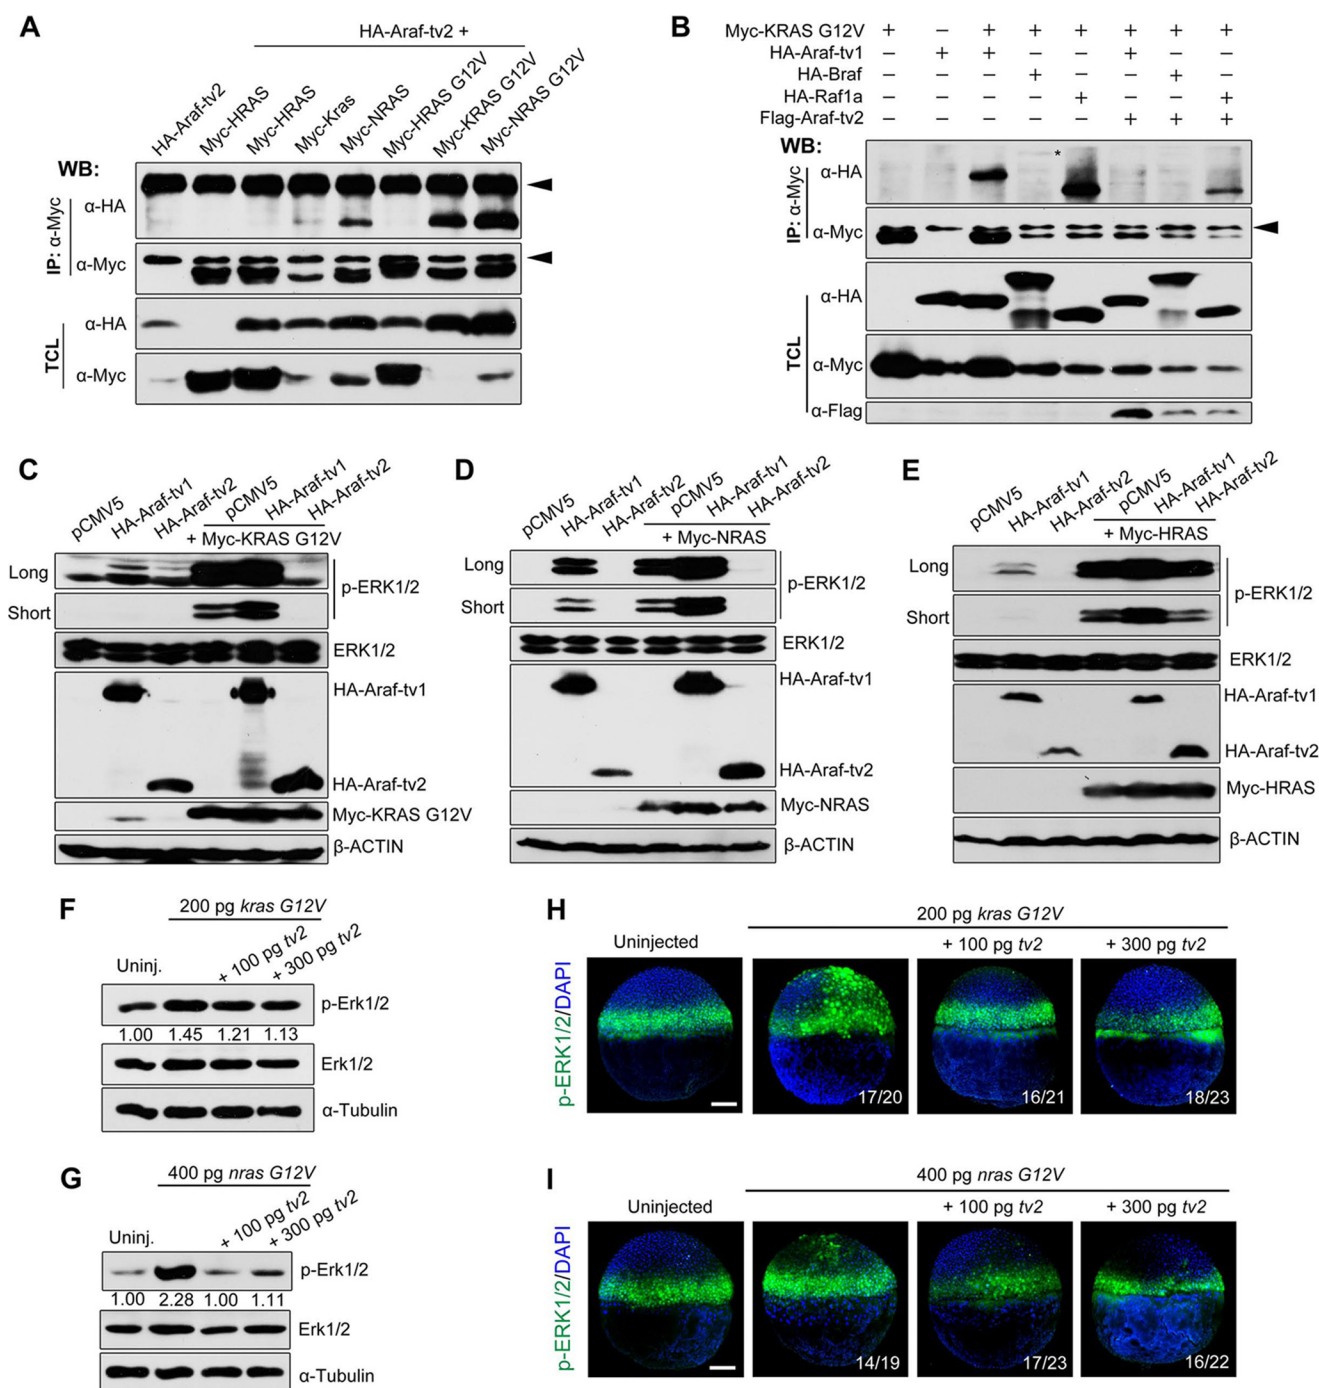 A
HA-Araf-tv2 +
HA-Araf-tv2
Myc-HRAS
Myc-HRAS
Myc-Kras
Myc-NRAS
Myc-HRAS G12V
Myc-KRAS G12V
Myc-NRAS G12V
WB:
IP: α-Myc
α-HA
α-Myc
TCL
α-HA
α-Myc
B
Myc-KRAS G12V + − + + + + + +
HA-Araf-tv1 − + + − − + − −
HA-Braf − − − + − − + −
HA-Raf1a − − − − + − − +
Flag-Araf-tv2 − − − − − + + +
WB:
IP: α-Myc
α-HA
*
α-Myc
TCL
α-HA
α-Myc
α-Flag
C
pCMV5
HA-Araf-tv1
HA-Araf-tv2
pCMV5
HA-Araf-tv1
HA-Araf-tv2
+ Myc-KRAS G12V
Long
Short
p-ERK1/2
ERK1/2
HA-Araf-tv1
HA-Araf-tv2
Myc-KRAS G12V
β-ACTIN
D
pCMV5
HA-Araf-tv1
HA-Araf-tv2
pCMV5
HA-Araf-tv1
HA-Araf-tv2
+ Myc-NRAS
Long
Short
p-ERK1/2
ERK1/2
HA-Araf-tv1
HA-Araf-tv2
Myc-NRAS
β-ACTIN
E
pCMV5
HA-Araf-tv1
HA-Araf-tv2
pCMV5
HA-Araf-tv1
HA-Araf-tv2
+ Myc-HRAS
Long
Short
p-ERK1/2
ERK1/2
HA-Araf-tv1
HA-Araf-tv2
Myc-HRAS
β-ACTIN
F
200 pg kras G12V
Uninj.
+ 100 pg tv2
+ 300 pg tv2
p-Erk1/2
1.00 1.45 1.21 1.13
Erk1/2
α-Tubulin
G
400 pg nras G12V
Uninj.
+ 100 pg tv2
+ 300 pg tv2
p-Erk1/2
1.00 2.28 1.00 1.11
Erk1/2
α-Tubulin
H
200 pg kras G12V
Uninjected
+ 100 pg tv2
+ 300 pg tv2
p-ERK1/2/DAPI
17/20
16/21
18/23
I
400 pg nras G12V
Uninjected
+ 100 pg tv2
+ 300 pg tv2
p-ERK1/2/DAPI
14/19
17/23
16/22